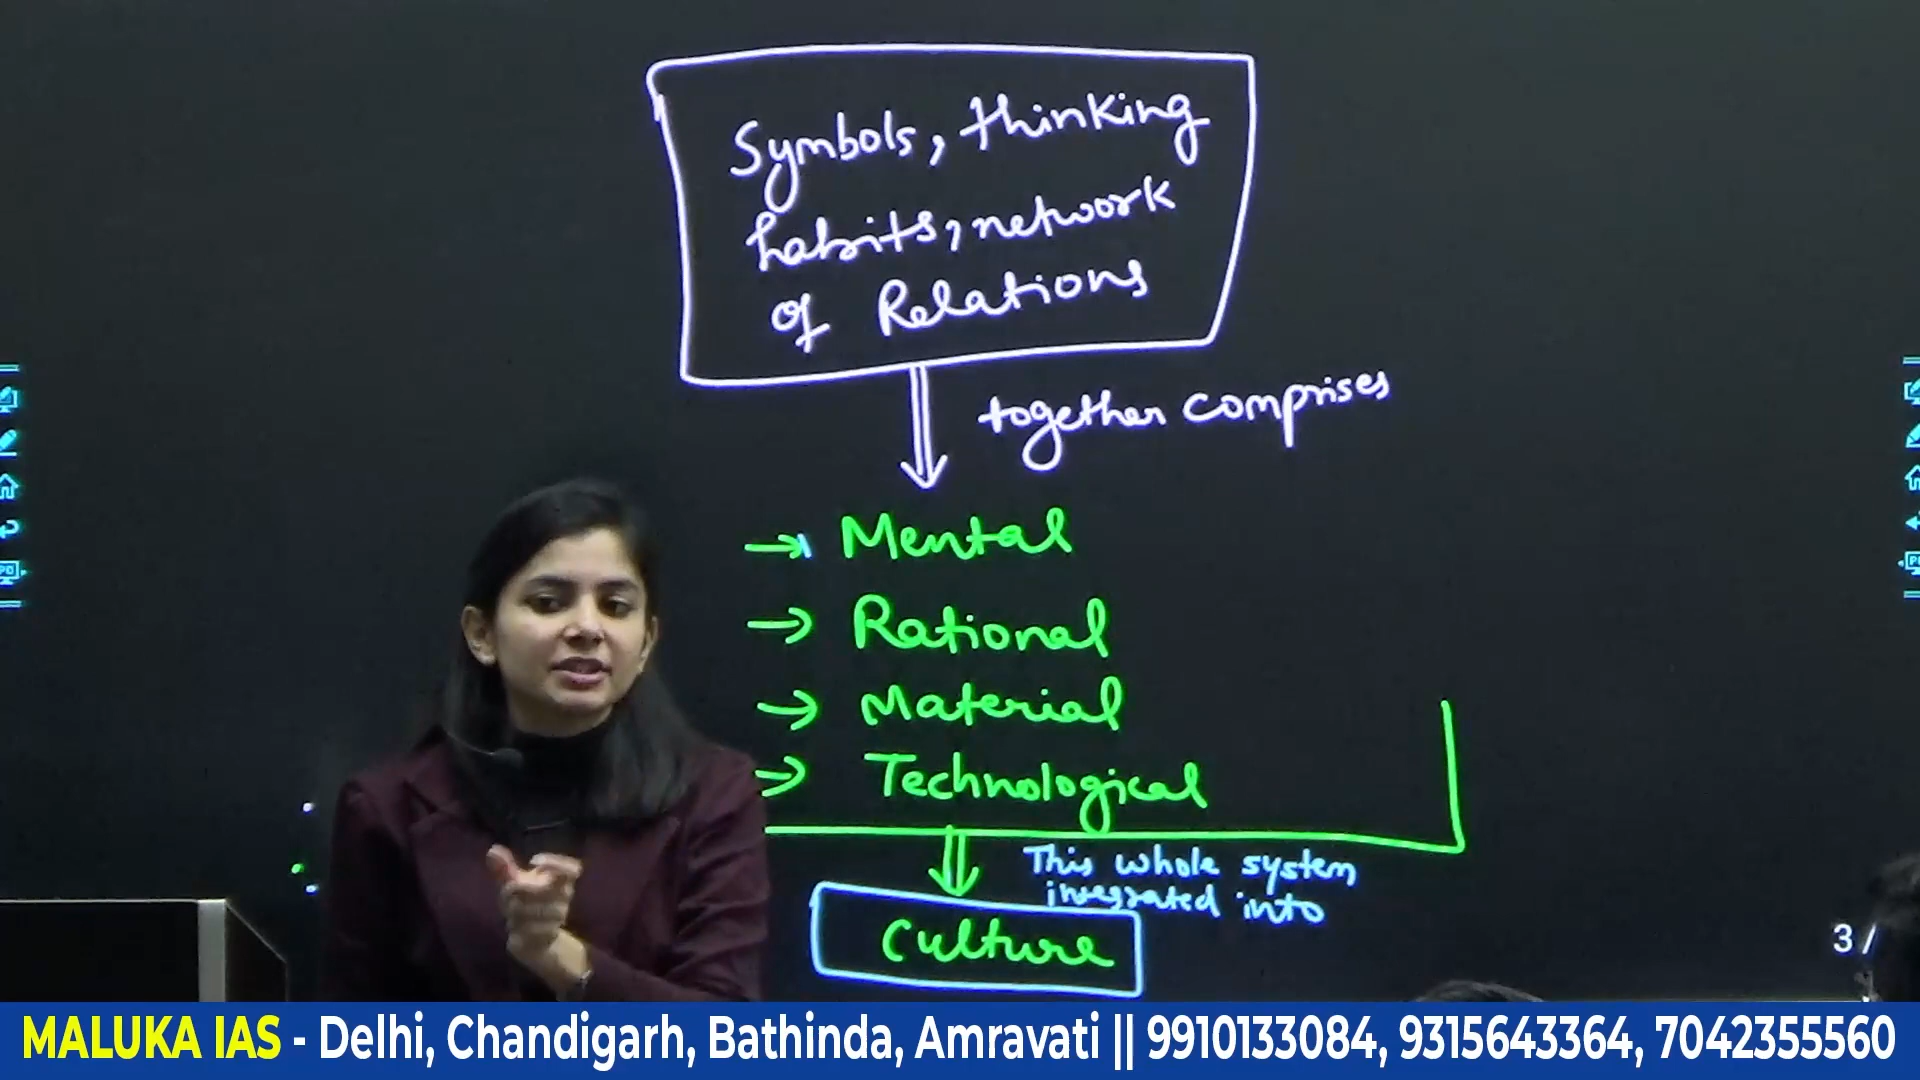 Symbols, thinking
habits, network
of Relations
together comprises
Mental
Rational
Material
Technological
This whole system
integrated into
Culture
3 /
MALUKA IAS - Delhi, Chandigarh, Bathinda, Amravati || 9910133084, 9315643364, 7042355560